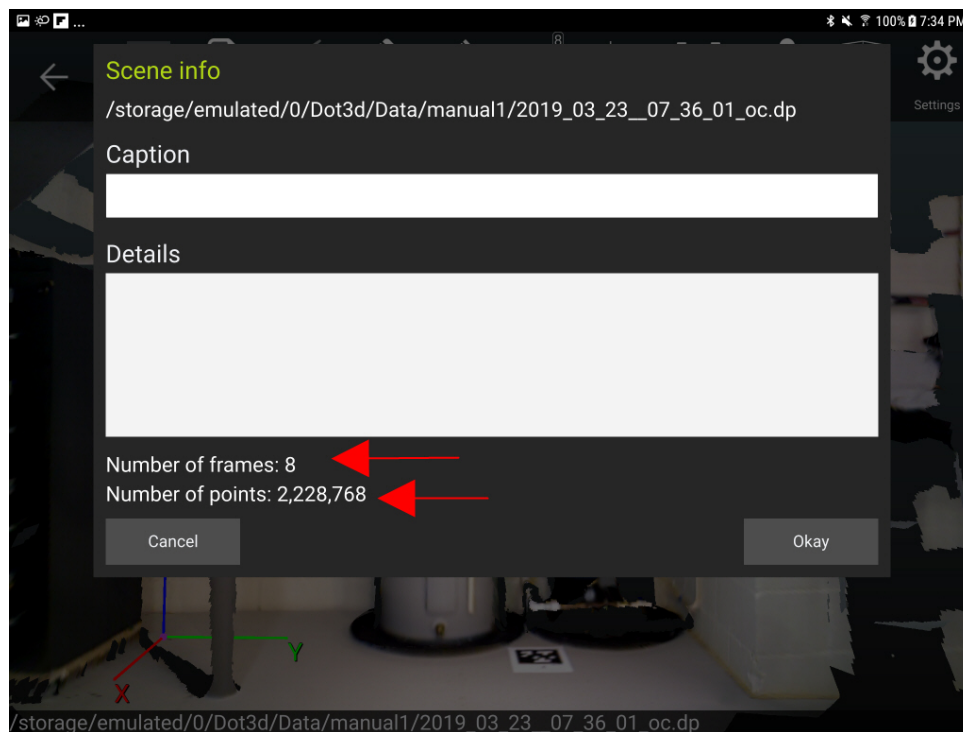 ...
100% 7:34 PM
8
Settings
Scene info
/storage/emulated/0/Dot3d/Data/manual1/2019_03_23__07_36_01_oc.dp
Caption
Details
Number of frames: 8
Number of points: 2,228,768
Cancel
Okay
Y
X
/storage/emulated/0/Dot3d/Data/manual1/2019_03_23__07_36_01_oc.dp